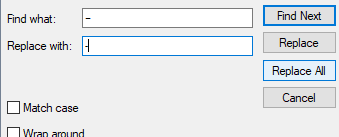 Find what: –
Find Next
Replace with: -
Replace
Replace All
Cancel
Match case
Wrap around